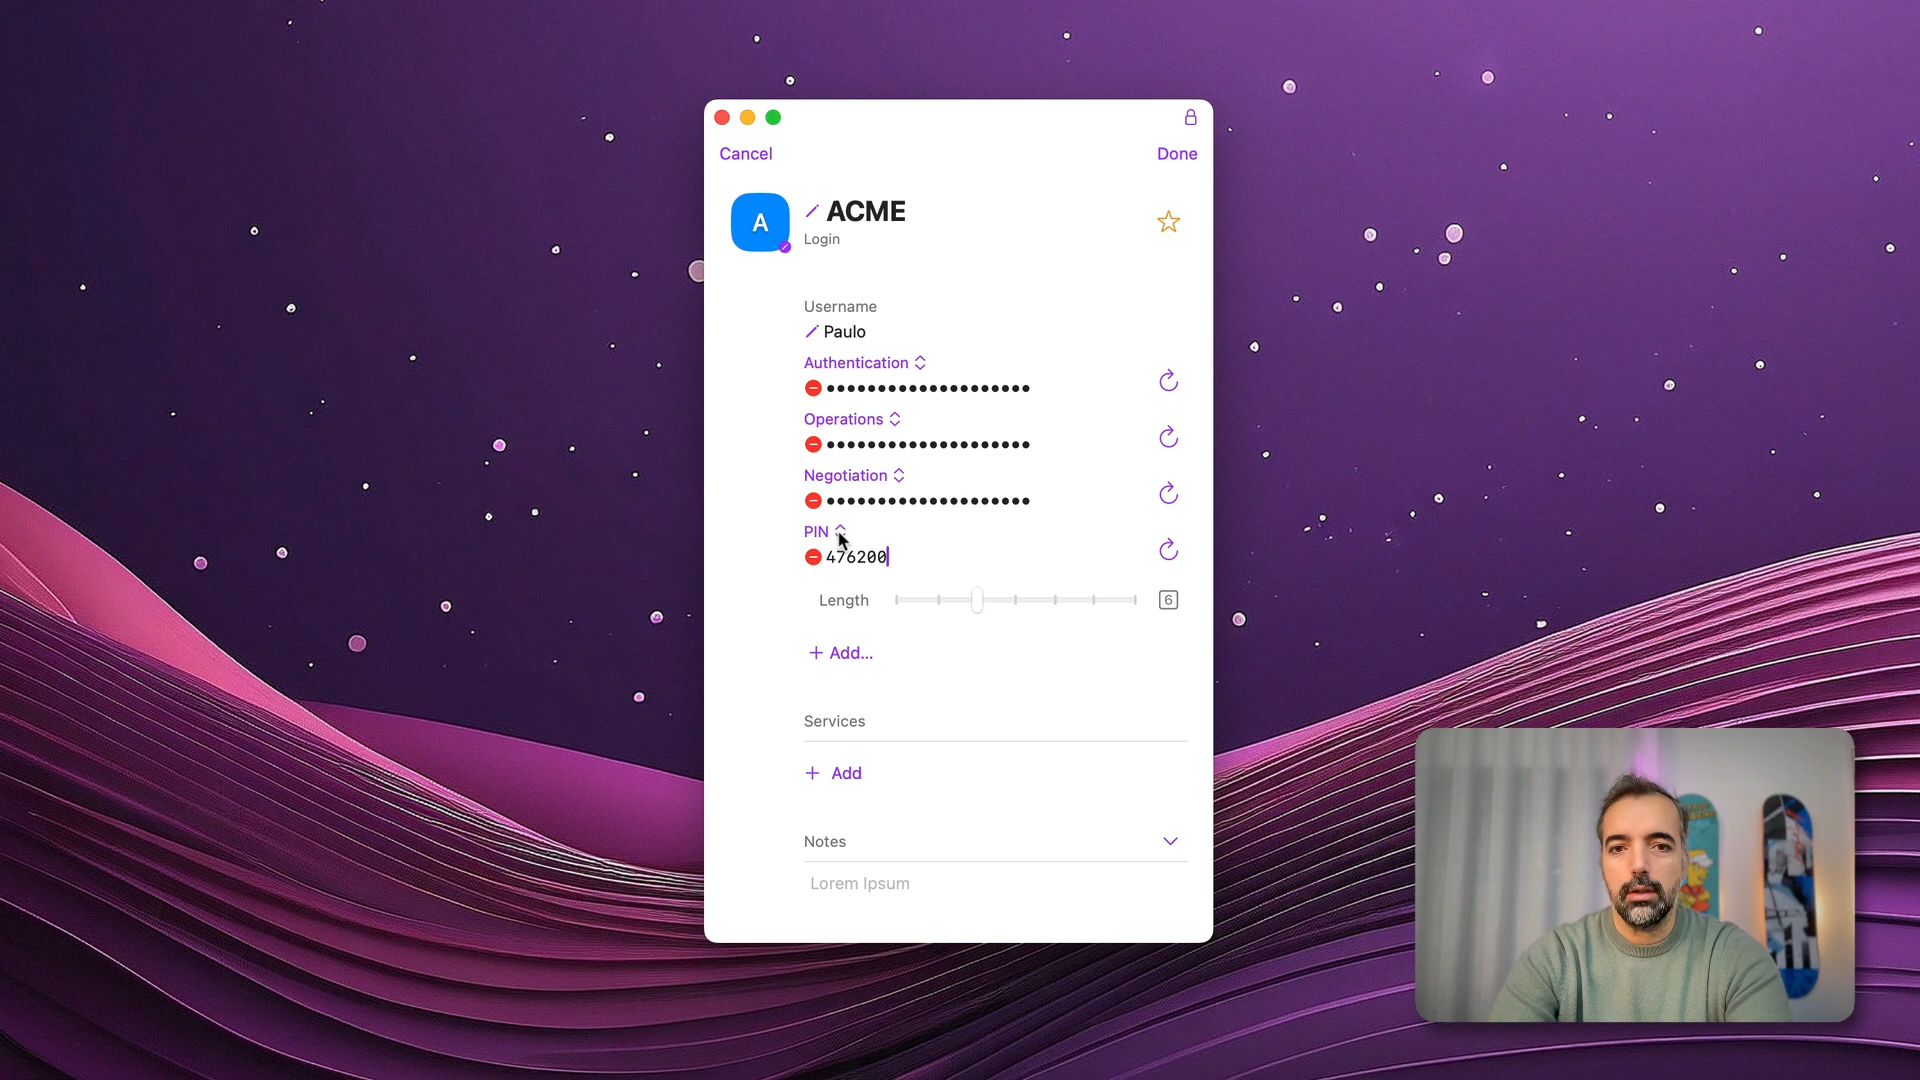 Cancel
Done
A
ACME
Login
Username
Paulo
Authentication
●●●●●●●●●●●●●●●●●●●●
Operations
●●●●●●●●●●●●●●●●●●●●
Negotiation
●●●●●●●●●●●●●●●●●●●●
PIN
476200
Length
6
+ Add...
Services
+ Add
Notes
Lorem Ipsum